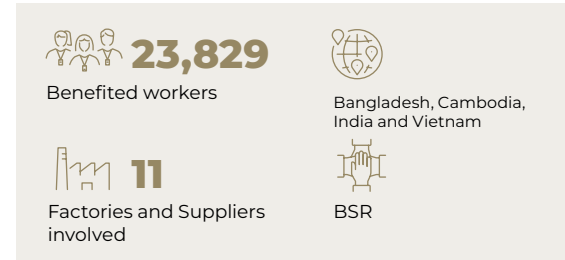 23,829
Benefited workers
Bangladesh, Cambodia,
India and Vietnam
11
Factories and Suppliers
involved
BSR